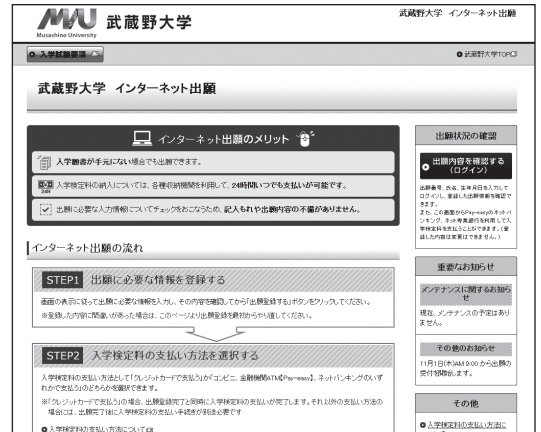 MWU 武蔵野大学
Musashino University
武蔵野大学 インターネット出願
入学試験要項
武蔵野大学TOP
武蔵野大学 インターネット出願
インターネット出願のメリット
入学願書が手元にない場合でも出願できます。
24H
入学検定料の納入については、各種収納機関を利用して、24時間いつでも支払いが可能です。
出願に必要な入力情報についてチェックをおこなうため、記入もれや出願内容の不備がありません。
インターネット出願の流れ
STEP1 出願に必要な情報を登録する
画面の表示に従って出願に必要な情報を入力し、その内容を確認してから「出願登録する」ボタンをクリックしてください。
※登録した内容に間違いがあった場合は、このページより出願登録を最初からやり直してください。
STEP2 入学検定料の支払い方法を選択する
入学検定料の支払い方法として「クレジットカードで支払う」か「コンビニ、金融機関ATM【Pay-easy】、ネットバンキングのいず
れかで支払う」のどちらかを選択できます。
※「クレジットカードで支払う」の場合、出願登録完了と同時に入学検定料の支払いが完了します。それ以外の支払い方法の
場合には、出願完了後に入学検定料の支払い手続きが別途必要です
入学検定料の支払い方法について
出願状況の確認
出願内容を確認する
（ログイン）
出願番号、氏名、生年月日を入力して
ログインし、登録した出願情報を確認で
きます。
また、この画面からPay-easyのネットバ
ンキング、ネット専業銀行を利用して入
学検定料を支払うことができます。（登
録した内容は変更はできません。）
重要なお知らせ
メンテナンスに関するお知ら
せ
現在、メンテナンスの予定はあり
ません。
その他のお知らせ
11月1日(木)AM 9:00 から出願の
受付を開始します。
その他
入学検定料の支払い方法に